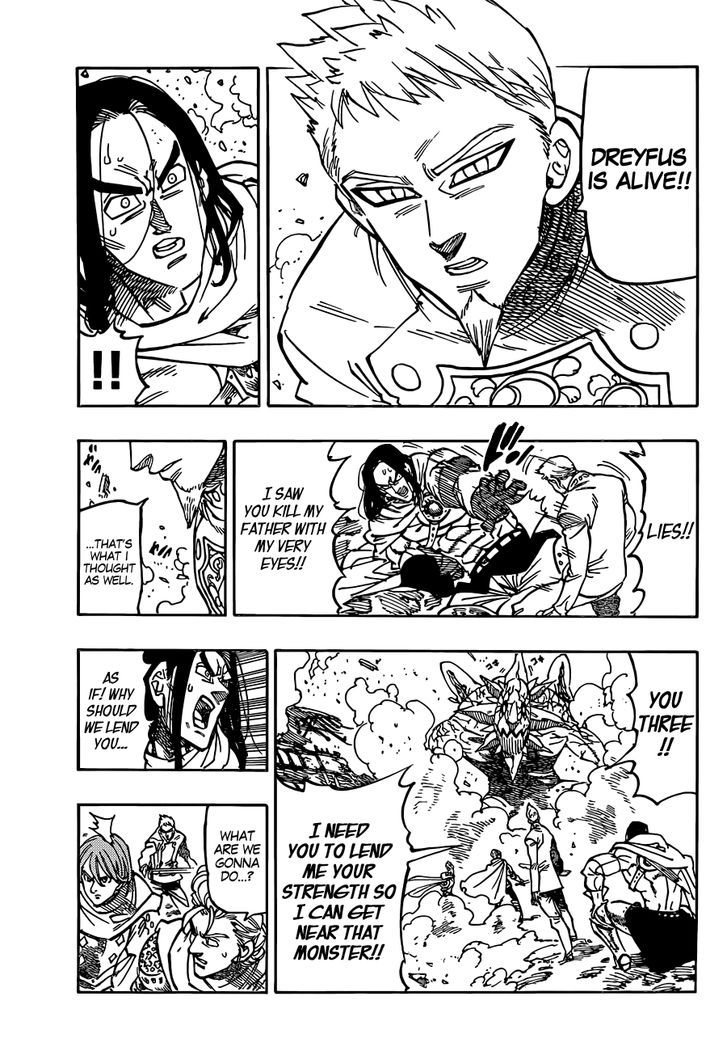 DREYFUS
IS ALIVE!!
!!
LIES!!
I SAW
YOU KILL MY
FATHER WITH
MY VERY
EYES!!
...THAT'S
WHAT I
THOUGHT
AS WELL.
YOU
THREE
!!
I NEED
YOU TO LEND
ME YOUR
STRENGTH SO
I CAN GET
NEAR THAT
MONSTER!!
AS
IF! WHY
SHOULD
WE LEND
YOU...
WHAT
ARE WE
GONNA
DO...?